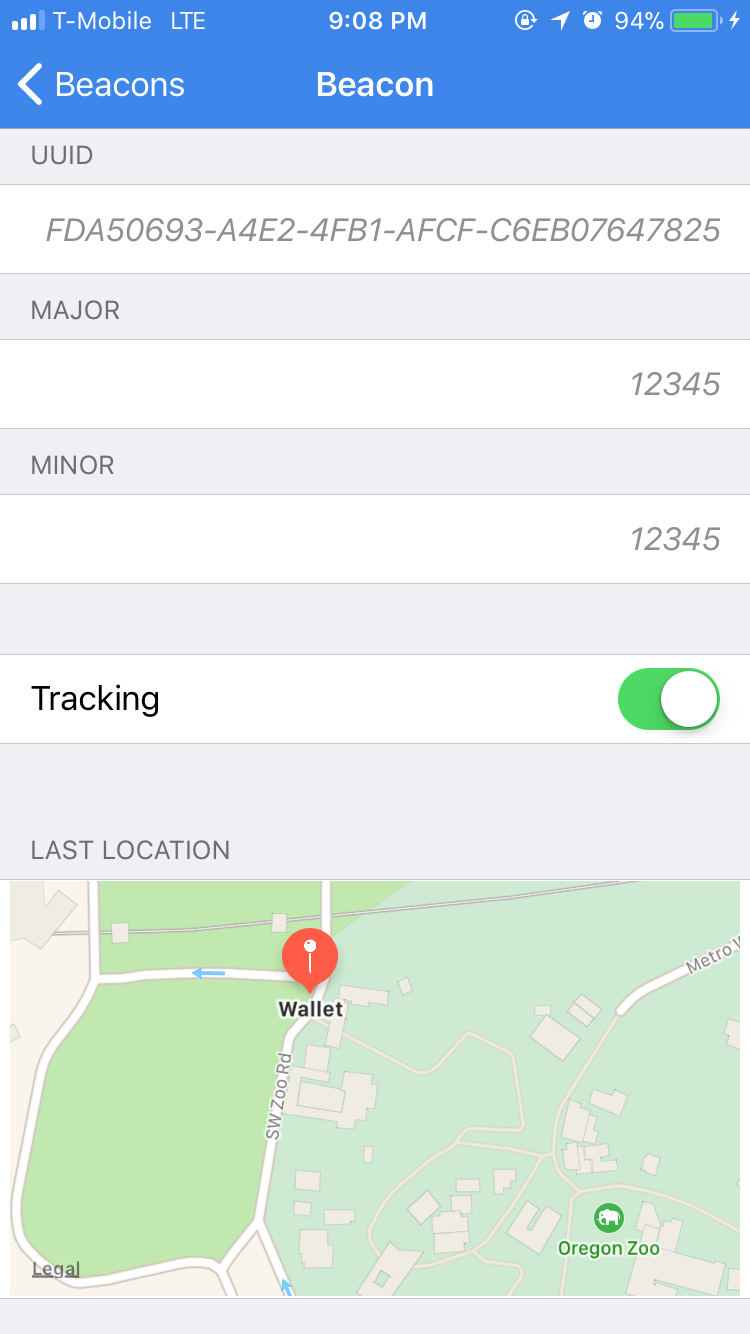 T-Mobile LTE 9:08 PM 94%
Beacons Beacon
UUID
FDA50693-A4E2-4FB1-AFCF-C6EB07647825
MAJOR
12345
MINOR
12345
Tracking
LAST LOCATION
Metro
Wallet
SW Zoo Rd
Oregon Zoo
Legal